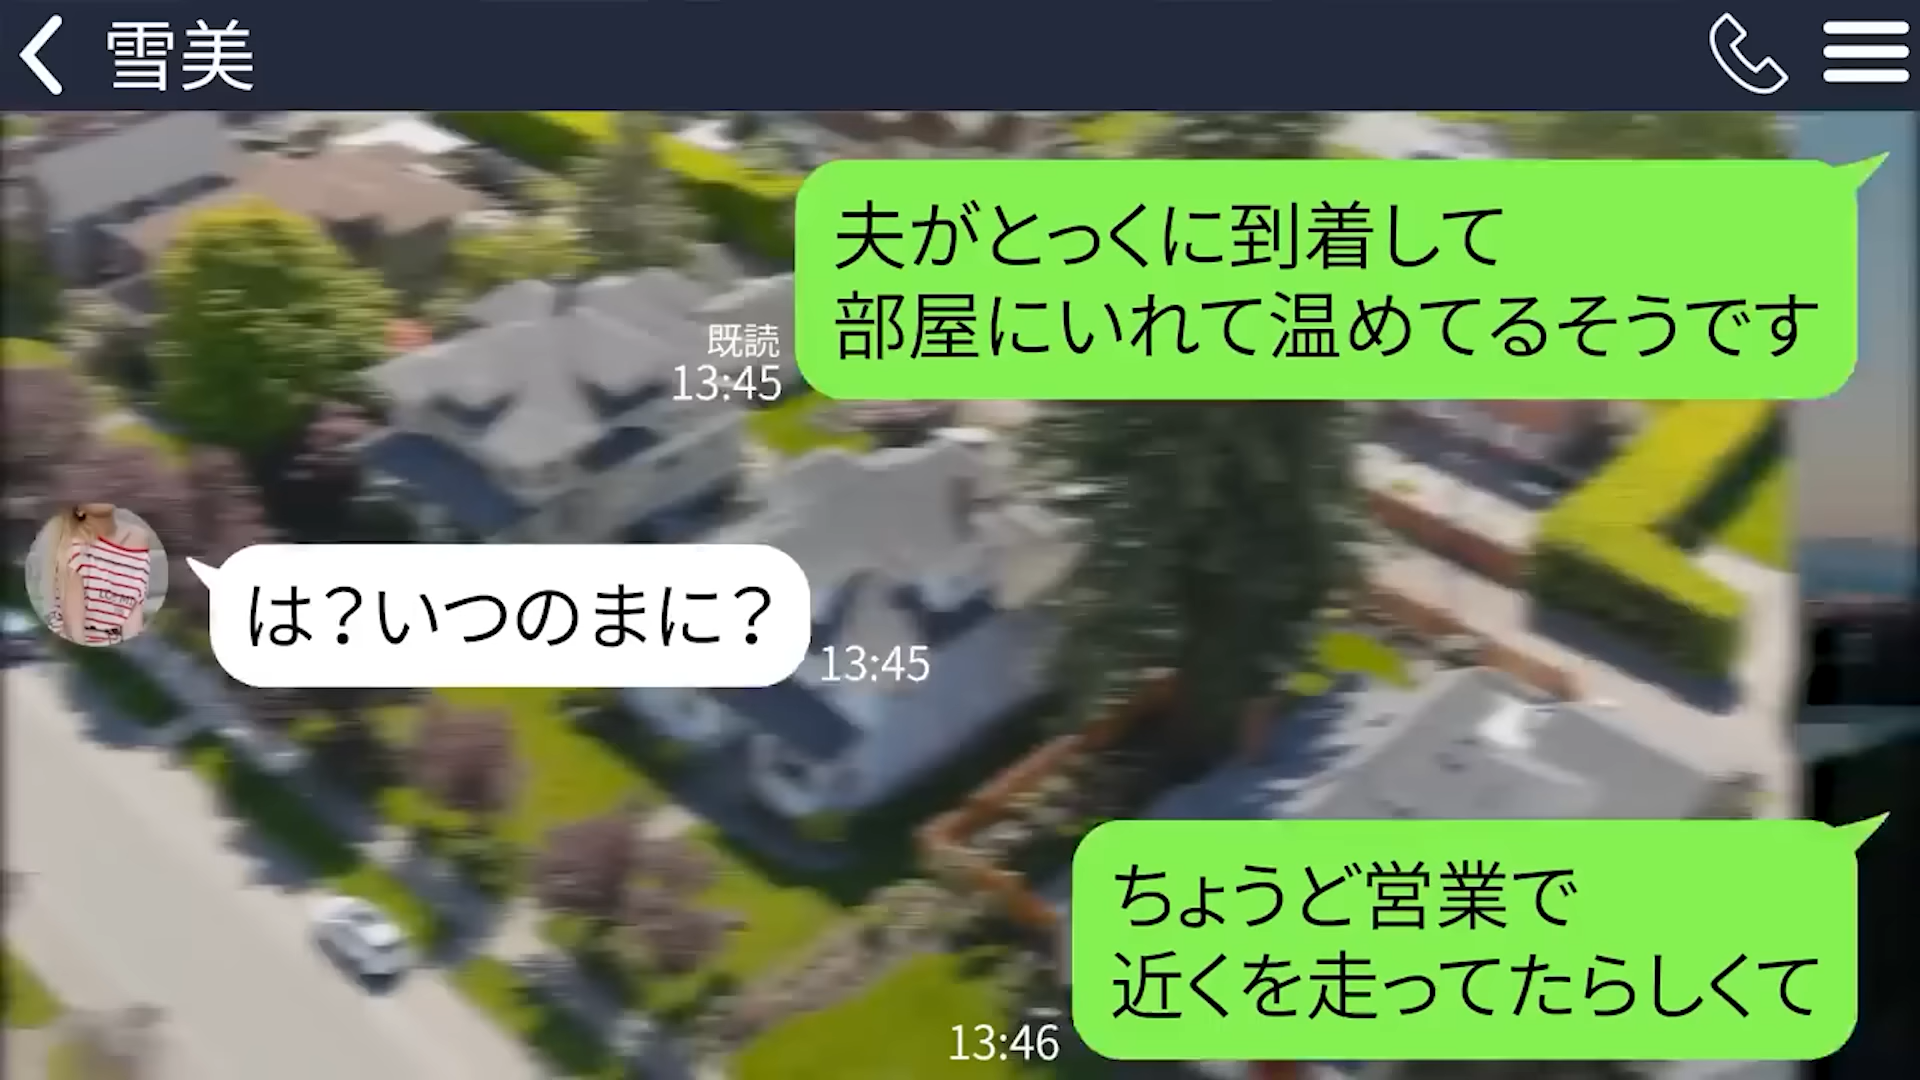 雪美
夫がとっくに到着して
部屋にいれて温めてるそうです
既読
13:45
は？いつのまに？
13:45
ちょうど営業で
近くを走ってたらしくて
13:46